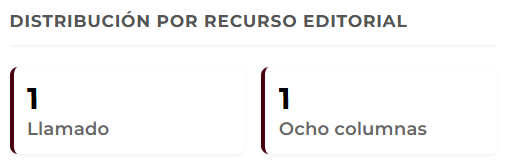 DISTRIBUCIÓN POR RECURSO EDITORIAL
1
Llamado
1
Ocho columnas